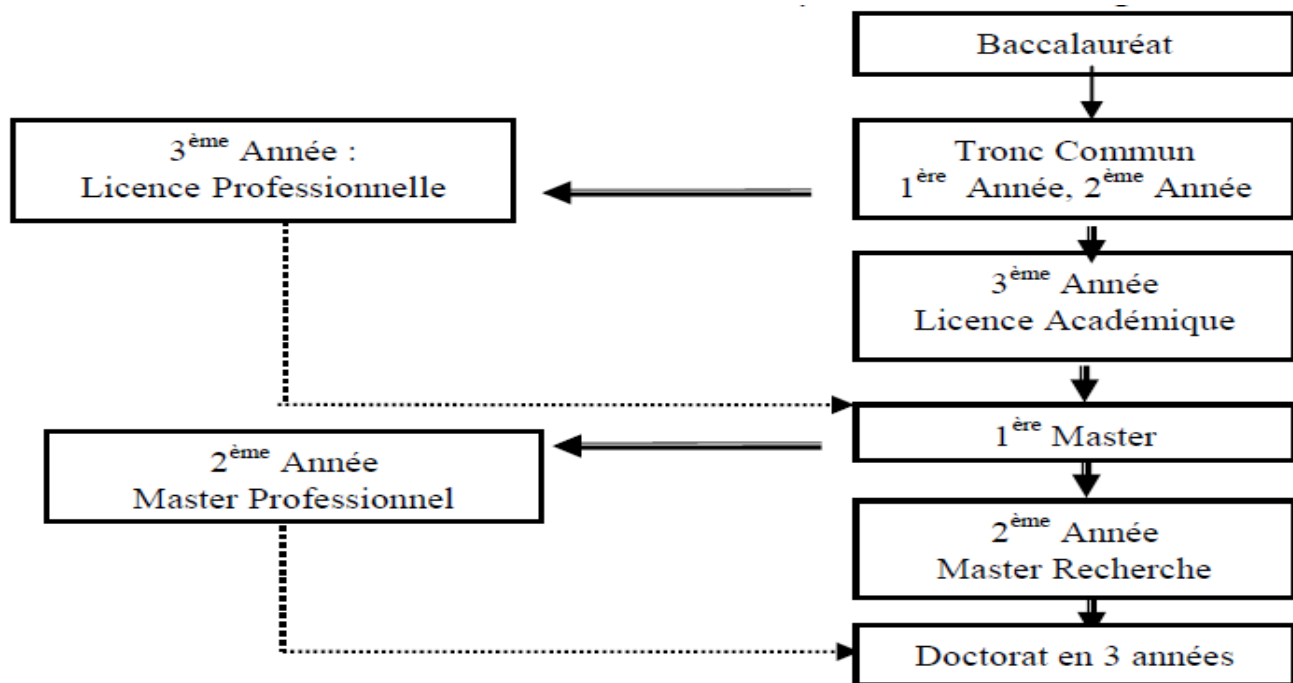 Baccalauréat
3ème Année :
Licence Professionnelle
Tronc Commun
1ère Année, 2ème Année
3ème Année
Licence Académique
1ère Master
2ème Année
Master Professionnel
2ème Année
Master Recherche
Doctorat en 3 années